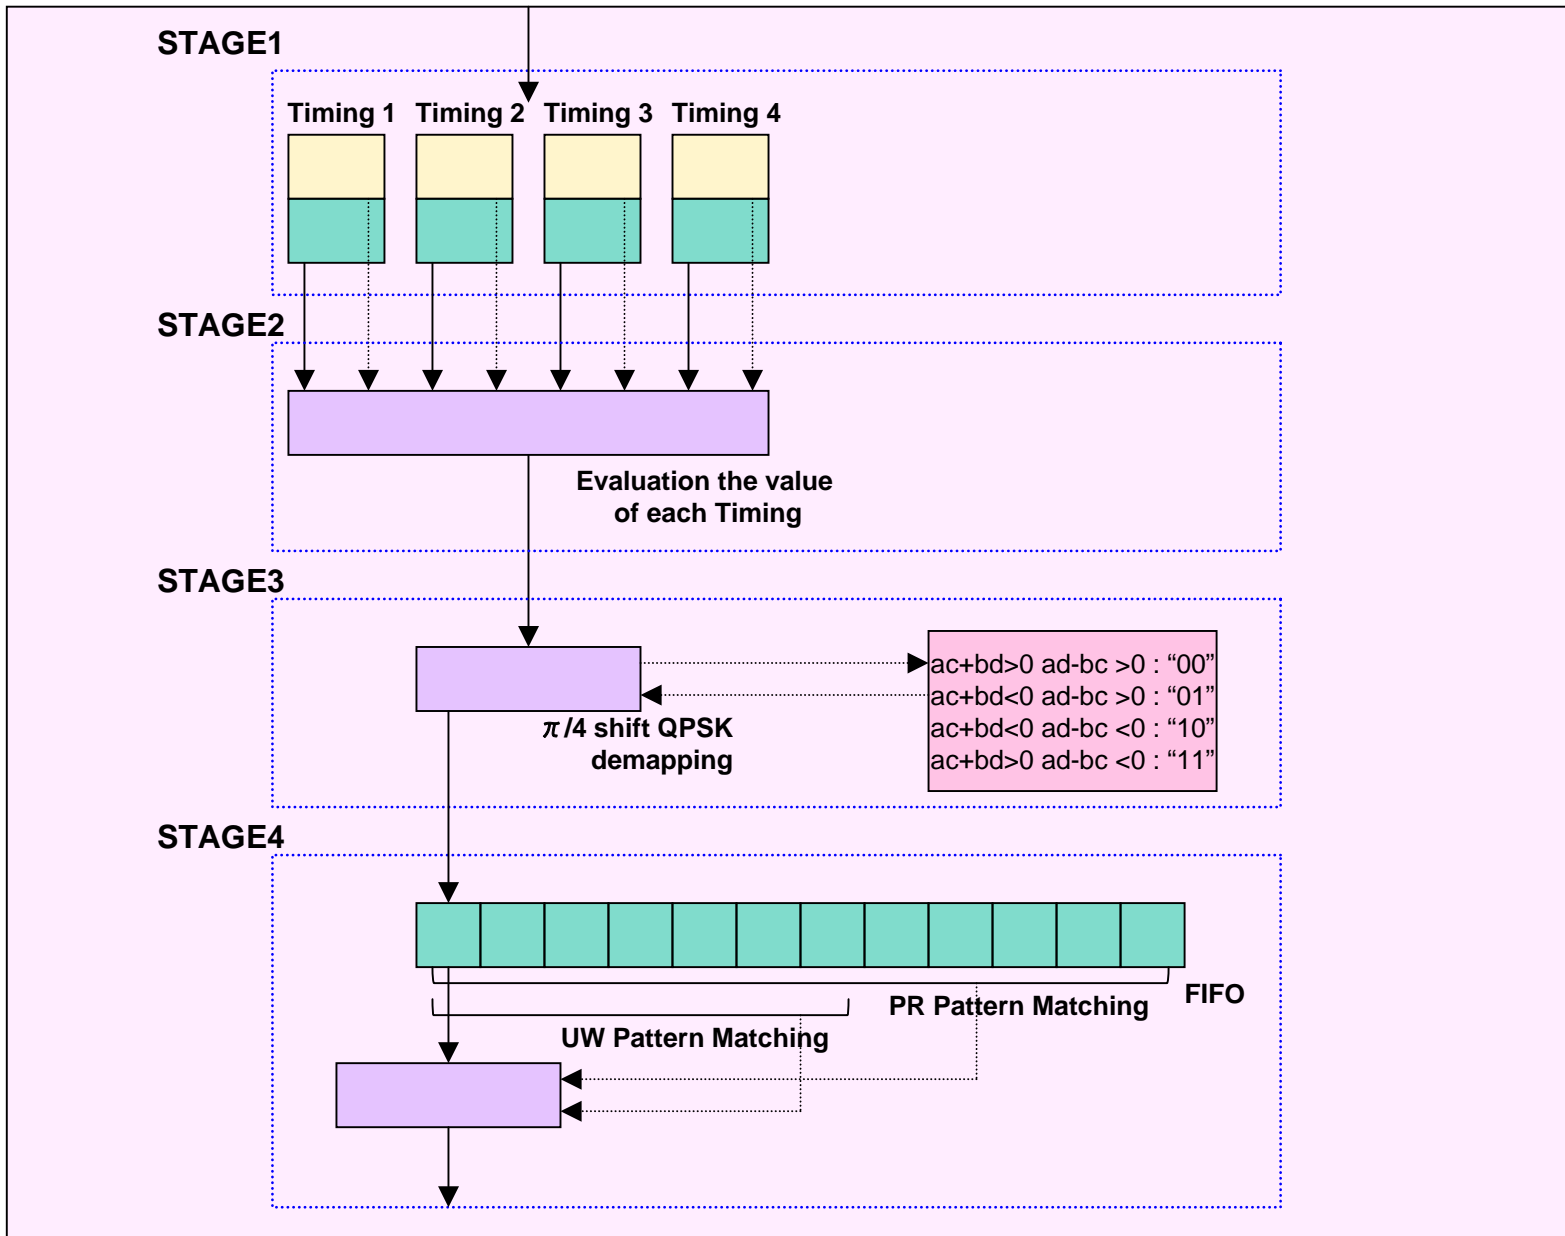 STAGE1
Timing 1 Timing 2 Timing 3 Timing 4
STAGE2
Evaluation the value
of each Timing
STAGE3
ac+bd>0 ad-bc >0 : “00”
ac+bd<0 ad-bc >0 : “01”
ac+bd<0 ad-bc <0 : “10”
ac+bd>0 ad-bc <0 : “11”
π/4 shift QPSK
demapping
STAGE4
FIFO
PR Pattern Matching
UW Pattern Matching